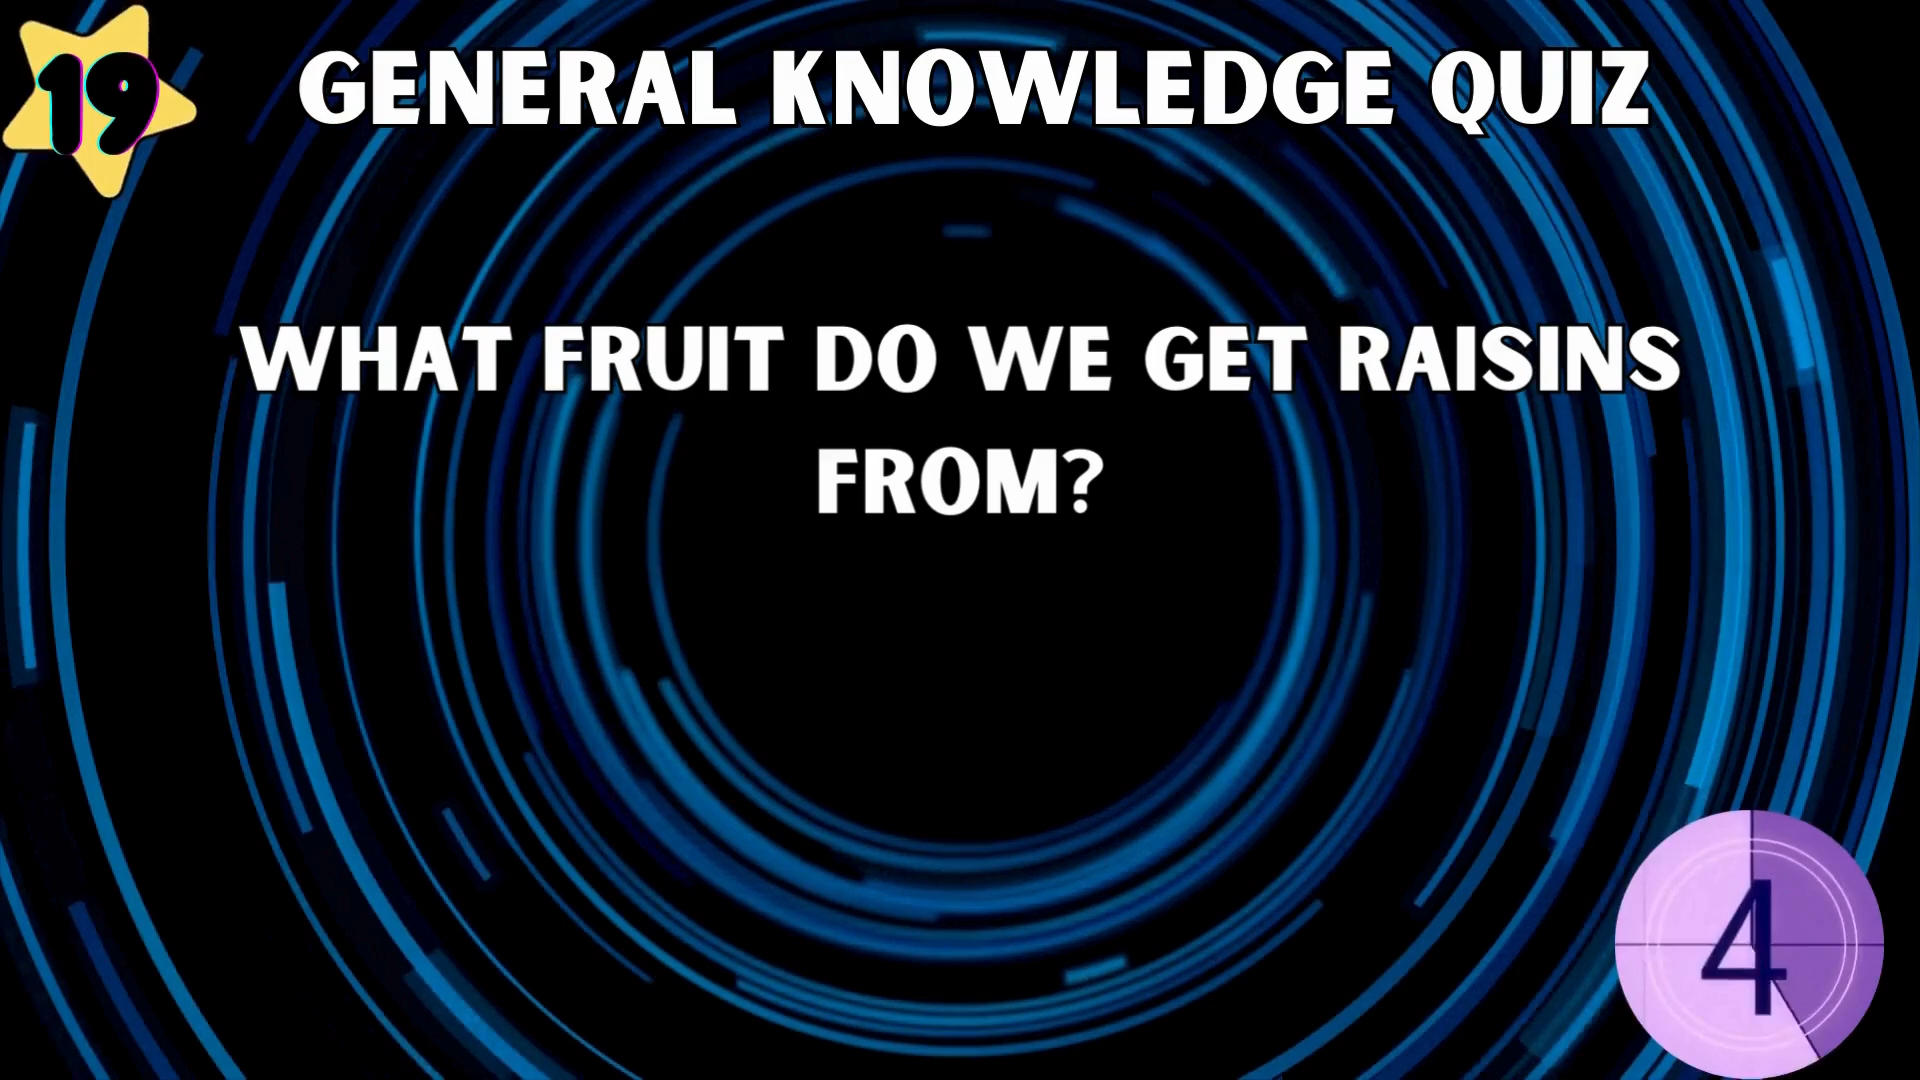 19
GENERAL KNOWLEDGE QUIZ
WHAT FRUIT DO WE GET RAISINS
FROM?
4